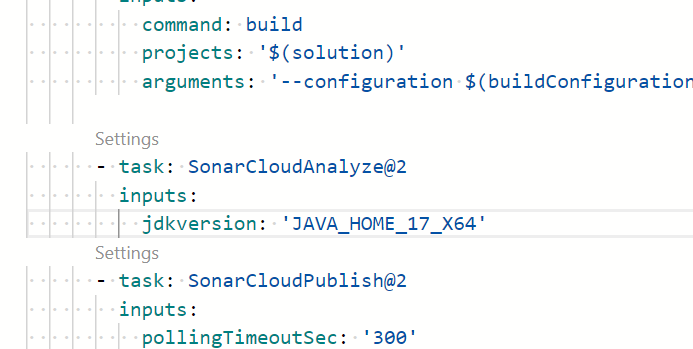 inputs:
command: build
projects: '$(solution)'
arguments: '--configuration $(buildConfiguration
Settings
- task: SonarCloudAnalyze@2
inputs:
jdkversion: 'JAVA_HOME_17_X64'
Settings
- task: SonarCloudPublish@2
inputs:
pollingTimeoutSec: '300'